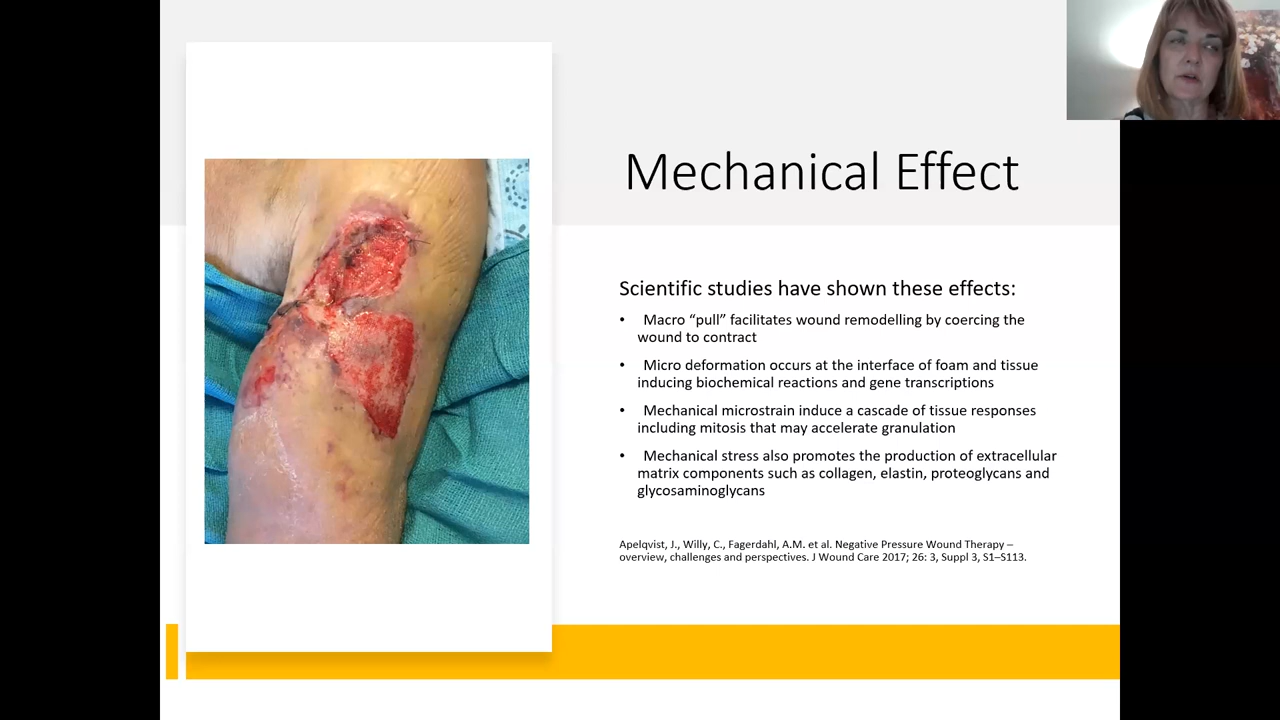 Mechanical Effect
Scientific studies have shown these effects:
• Macro “pull” facilitates wound remodelling by coercing the
wound to contract
• Micro deformation occurs at the interface of foam and tissue
inducing biochemical reactions and gene transcriptions
• Mechanical microstrain induce a cascade of tissue responses
including mitosis that may accelerate granulation
• Mechanical stress also promotes the production of extracellular
matrix components such as collagen, elastin, proteoglycans and
glycosaminoglycans
Apelqvist, J., Willy, C., Fagerdahl, A.M. et al. Negative Pressure Wound Therapy –
overview, challenges and perspectives. J Wound Care 2017; 26: 3, Suppl 3, S1–S113.